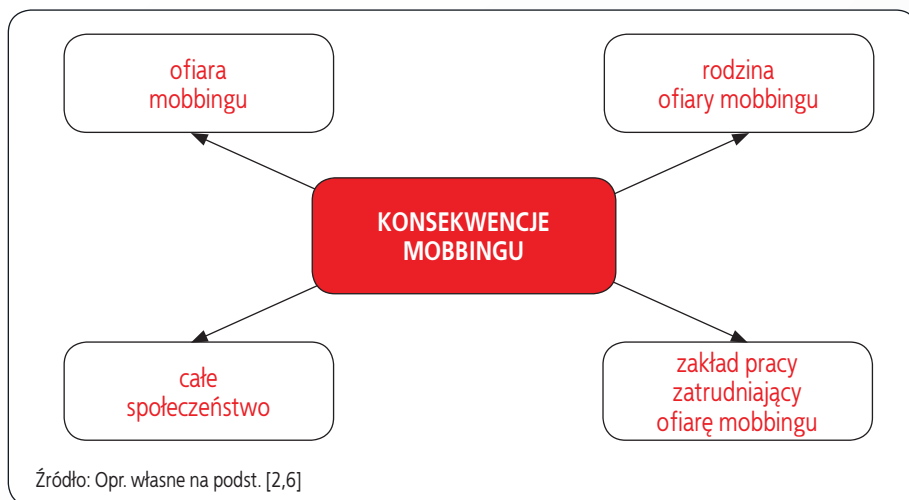 ofiara
mobbingu
rodzina
ofiary mobbingu
KONSEKWENCJE
MOBBINGU
całe
społeczeństwo
zakład pracy
zatrudniający
ofiarę mobbingu
Źródło: Opr. własne na podst. [2,6]